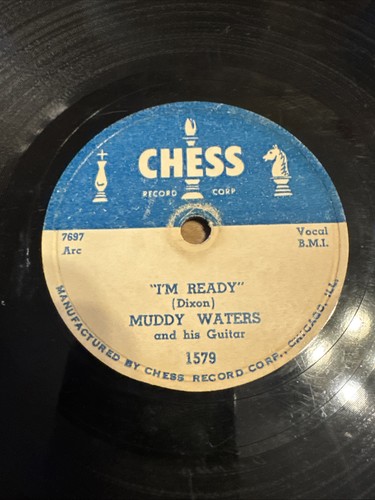 CHESS
RECORD CORP
7697
Arc
Vocal
B.M.I.
"I'M READY"
(Dixon)
MUDDY WATERS
and his Guitar
1579
MANUFACTURED BY CHESS RECORD CORP., CHICAGO, ILL.